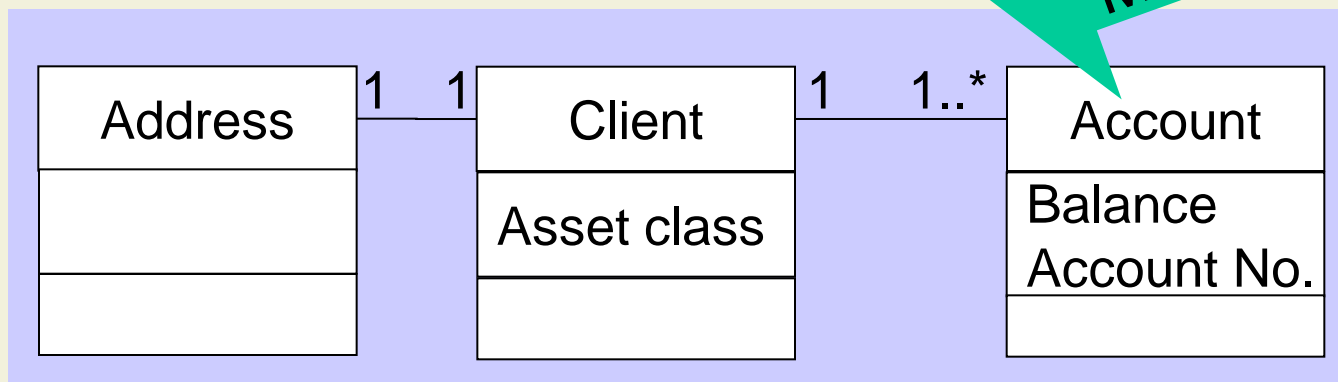 Address 1 1 Client 1 1..* Account
Asset class
Balance
Account No.